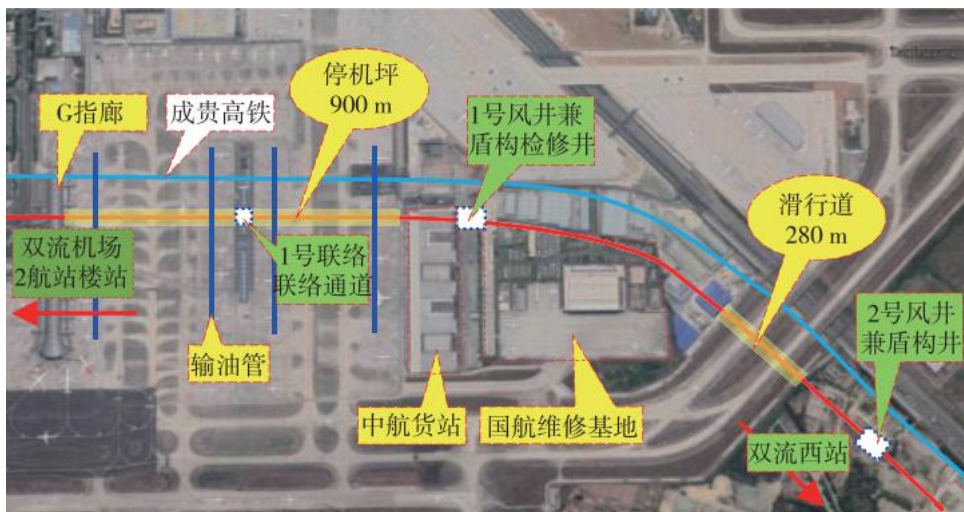 停机坪
900 m
G指廊
成贵高铁
1号风井兼
盾构检修井
滑行道
280 m
双流机场
2航站楼站
1号联络
联络通道
2号风井
兼盾构井
输油管
中航货站
国航维修基地
双流西站